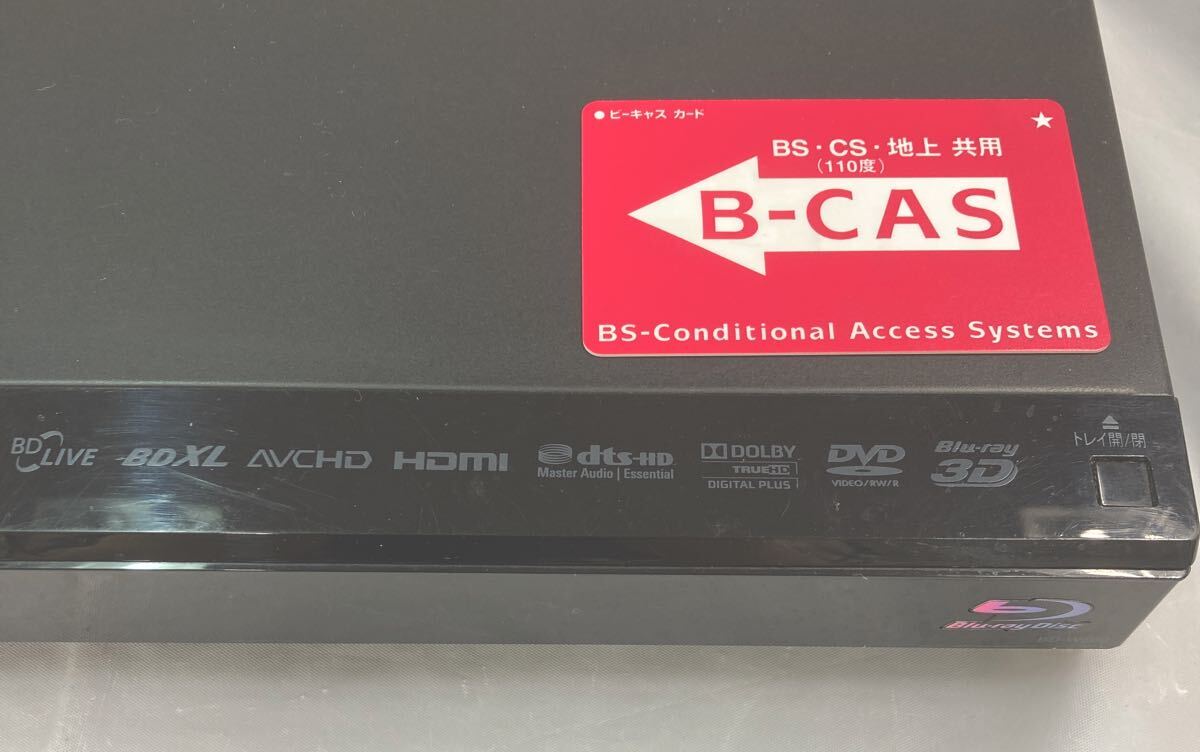 ●ビーキャス カード
★
BS・CS・地上 共用
(110度)
B-CAS
BS-Conditional Access Systems
BD LIVE
BDXL
AVCHD
HDMI
dts-HD
Master Audio | Essential
DOLBY
TRUEHD
DIGITAL PLUS
DVD
VIDEO/RW/R
Blu-ray
3D
トレイ開/閉
Blu-ray Disc